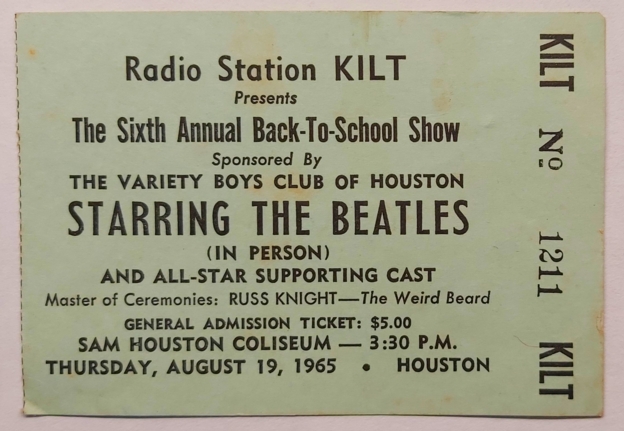 Radio Station KILT
Presents
The Sixth Annual Back-To-School Show
Sponsored By
THE VARIETY BOYS CLUB OF HOUSTON
STARRING THE BEATLES
(IN PERSON)
AND ALL-STAR SUPPORTING CAST
Master of Ceremonies: RUSS KNIGHT—The Weird Beard
GENERAL ADMISSION TICKET: $5.00
SAM HOUSTON COLISEUM — 3:30 P.M.
THURSDAY, AUGUST 19, 1965 • HOUSTON
KILT Nº 1211 KILT